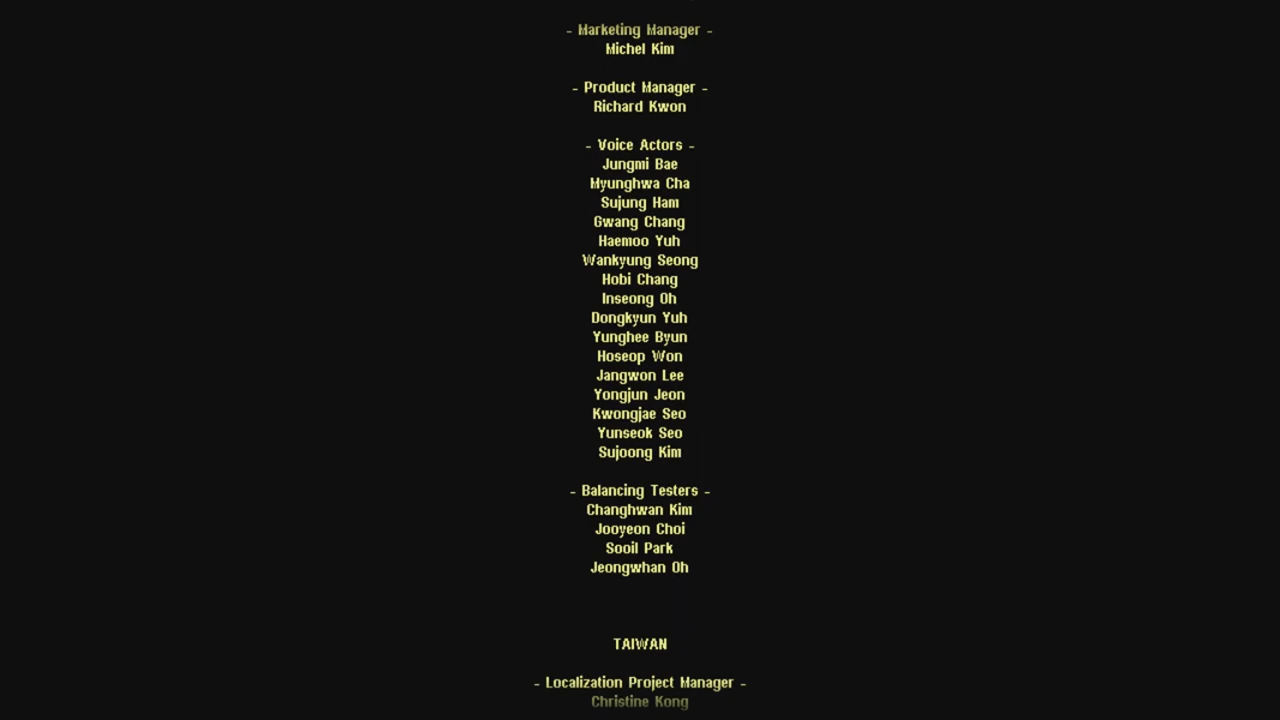 - Marketing Manager -
Michel Kim
- Product Manager -
Richard Kwon
- Voice Actors -
Jungmi Bae
Myunghwa Cha
Sujung Ham
Gwang Chang
Haemoo Yuh
Wankyung Seong
Hobi Chang
Inseong Oh
Dongkyun Yuh
Yunghee Byun
Hoseop Won
Jangwon Lee
Yongjun Jeon
Kwongjae Seo
Yunseok Seo
Sujoong Kim
- Balancing Testers -
Changhwan Kim
Jooyeon Choi
Sooil Park
Jeongwhan Oh
TAIWAN
- Localization Project Manager -
Christine Kong